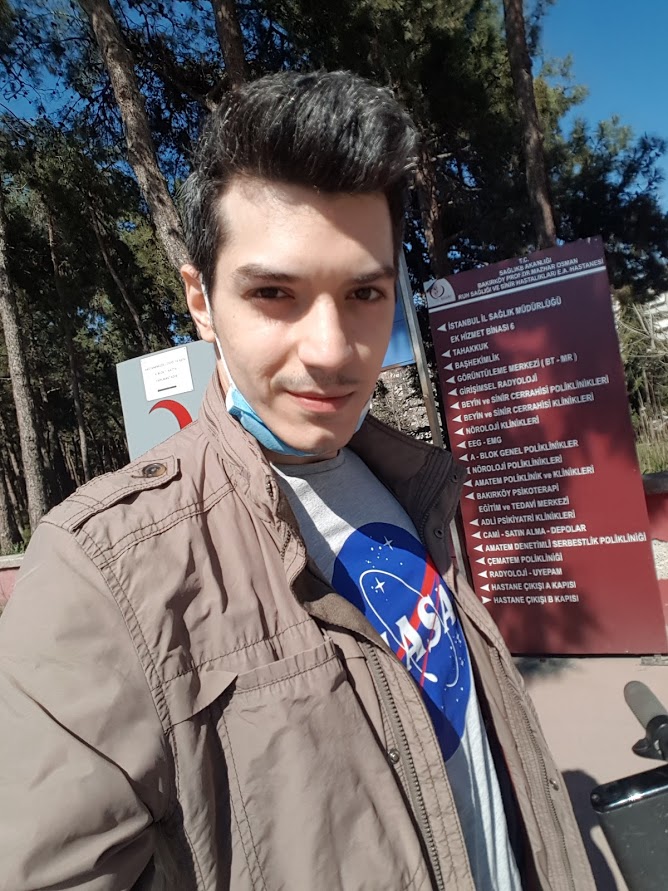 T.C.
SAĞLIK BAKANLIĞI
BAKIRKÖY PROF.DR.MAZHAR OSMAN
RUH SAĞLIĞI VE SİNİR HASTALIKLARI E.A. HASTANESİ
İSTANBUL İL SAĞLIK MÜDÜRLÜĞÜ
EK HİZMET BİNASI 6
TAHAKKUK
BAŞHEKİMLİK
GÖRÜNTÜLEME MERKEZİ ( BT - MR )
GİRİŞİMSEL RADYOLOJİ
BEYİN ve SİNİR CERRAHİSİ POLİKLİNİKLERİ
BEYİN ve SİNİR CERRAHİSİ KLİNİKLERİ
NÖROLOJİ KLİNİKLERİ
EEG - EMG
A - BLOK GENEL POLİKLİNİKLER
NÖROLOJİ POLİKLİNİKLERİ
AMATEM POLİKLİNİK ve KLİNİKLERİ
BAKIRKÖY PSİKOTERAPİ
EĞİTİM ve TEDAVİ MERKEZİ
ADLİ PSİKİYATRİ KLİNİKLERİ
CAMİ - SATIN ALMA - DEPOLAR
AMATEM DENETİMLİ SERBESTLİK POLİKLİNİĞİ
ÇEMATEM POLİKLİNİĞİ
RADYOLOJİ - UYEPAM
HASTANE ÇIKIŞI A KAPISI
HASTANE ÇIKIŞI B KAPISI
NASA